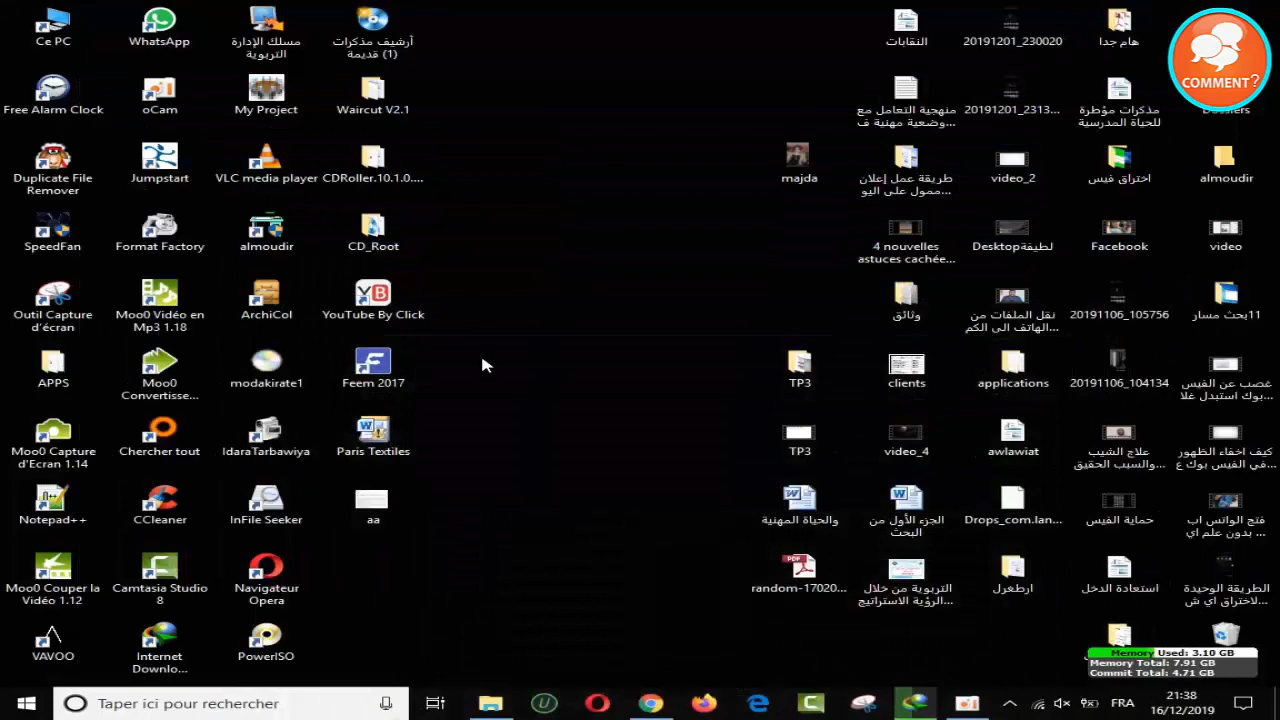 Ce PC
WhatsApp
مسلك الإدارة
التربوية
أرشيف مذكرات
قديمة (1)
النقابات
20191201_230020
هام جدا
COMMENT?
Free Alarm Clock
oCam
My Project
Waircut V2.1
منهجية التعامل مع
وضعية مهنية ف...
20191201_2313...
مذكرات مؤطرة
للحياة المدرسية
Dossiers
Duplicate File
Remover
Jumpstart
VLC media player
CDRoller.10.1.0....
majda
طريقة عمل إعلان
ممول على اليو...
video_2
اختراق فيس
almoudir
SpeedFan
Format Factory
almoudir
CD_Root
4 nouvelles
astuces cachée...
Desktopلطيفة
Facebook
video
Outil Capture
d'écran
Moo0 Vidéo en
Mp3 1.18
ArchiCol
YouTube By Click
وثائق
نقل الملفات من
الهاتف الى الكم...
20191106_105756
11بحث مسار
APPS
Moo0
Convertisse...
modakirate1
Feem 2017
TP3
clients
applications
20191106_104134
غصب عن الفيس
بوك استبدل غلا...
Moo0 Capture
d'Ecran 1.14
Chercher tout
IdaraTarbawiya
Paris Textiles
TP3
video_4
awlawiat
علاج الشيب
والسبب الحقيق...
كيف اخفاء الظهور
في الفيس بوك ع...
Notepad++
CCleaner
InFile Seeker
aa
والحياة المهنية
الجزء الأول من
البحث
Drops_com.lan...
حماية الفيس
فتح الواتس اب
بدون علم اي ...
Moo0 Couper la
Vidéo 1.12
Camtasia Studio
8
Navigateur
Opera
random-17020...
التربوية من خلال
الرؤية الاستراتيج...
ارطغرل
استعادة الدخل
الطريقة الوحيدة
لاختراق اي ش...
VAVOO
Internet
Downlo...
PowerISO
Memory Used: 3.10 GB
Memory Total: 7.91 GB
Commit Total: 4.71 GB
Taper ici pour rechercher
FRA
21:38
16/12/2019